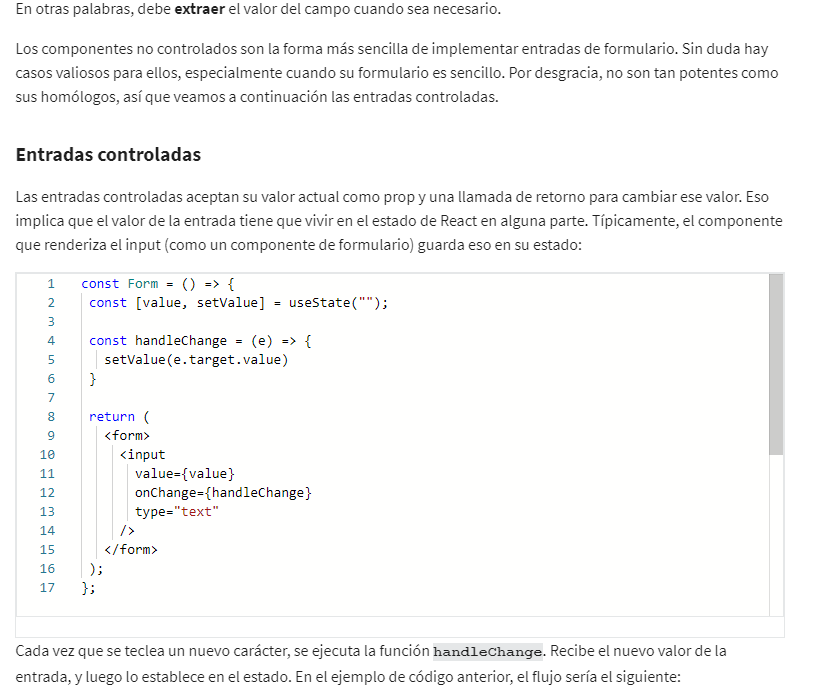 En otras palabras, debe extraer el valor del campo cuando sea necesario.
Los componentes no controlados son la forma más sencilla de implementar entradas de formulario. Sin duda hay
casos valiosos para ellos, especialmente cuando su formulario es sencillo. Por desgracia, no son tan potentes como
sus homólogos, así que veamos a continuación las entradas controladas.
Entradas controladas
Las entradas controladas aceptan su valor actual como prop y una llamada de retorno para cambiar ese valor. Eso
implica que el valor de la entrada tiene que vivir en el estado de React en alguna parte. Típicamente, el componente
que renderiza el input (como un componente de formulario) guarda eso en su estado:
1 const Form = () => {
2 const [value, setValue] = useState("");
3
4 const handleChange = (e) => {
5 setValue(e.target.value)
6 }
7
8 return (
9 <form>
10 <input
11 value={value}
12 onChange={handleChange}
13 type="text"
14 />
15 </form>
16 );
17 };
Cada vez que se teclea un nuevo carácter, se ejecuta la función handleChange. Recibe el nuevo valor de la
entrada, y luego lo establece en el estado. En el ejemplo de código anterior, el flujo sería el siguiente: